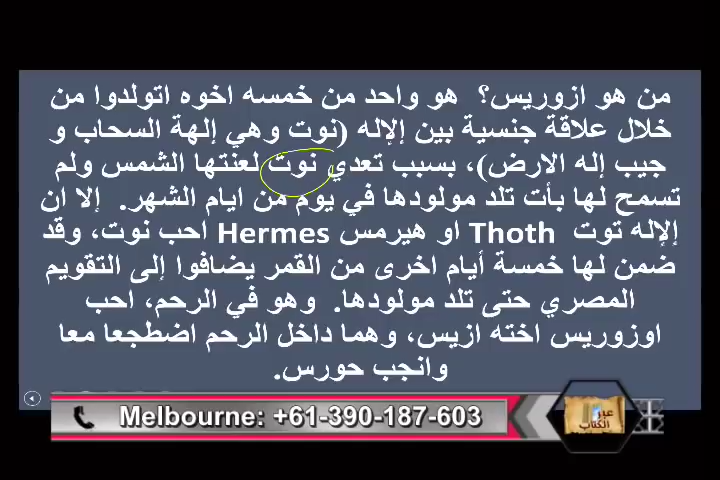 من هو ازوريس؟ هو واحد من خمسه اخوه اتولدوا من
خلال علاقة جنسية بين إلإله (نوت وهي إلهة السحاب و
جيب إله الارض)، بسبب تعدي نوت لعنتها الشمس ولم
تسمح لها بأت تلد مولودها في يوم من ايام الشهر. إلا ان
إلإله توت Thoth او هيرمس Hermes احب نوت، وقد
ضمن لها خمسة أيام اخرى من القمر يضافوا إلى التقويم
المصري حتى تلد مولودها. وهو في الرحم، احب
اوزوريس اخته ازيس، وهما داخل الرحم اضطجعا معا
وانجب حورس.
Melbourne: +61-390-187-603
عبر
الكتاب